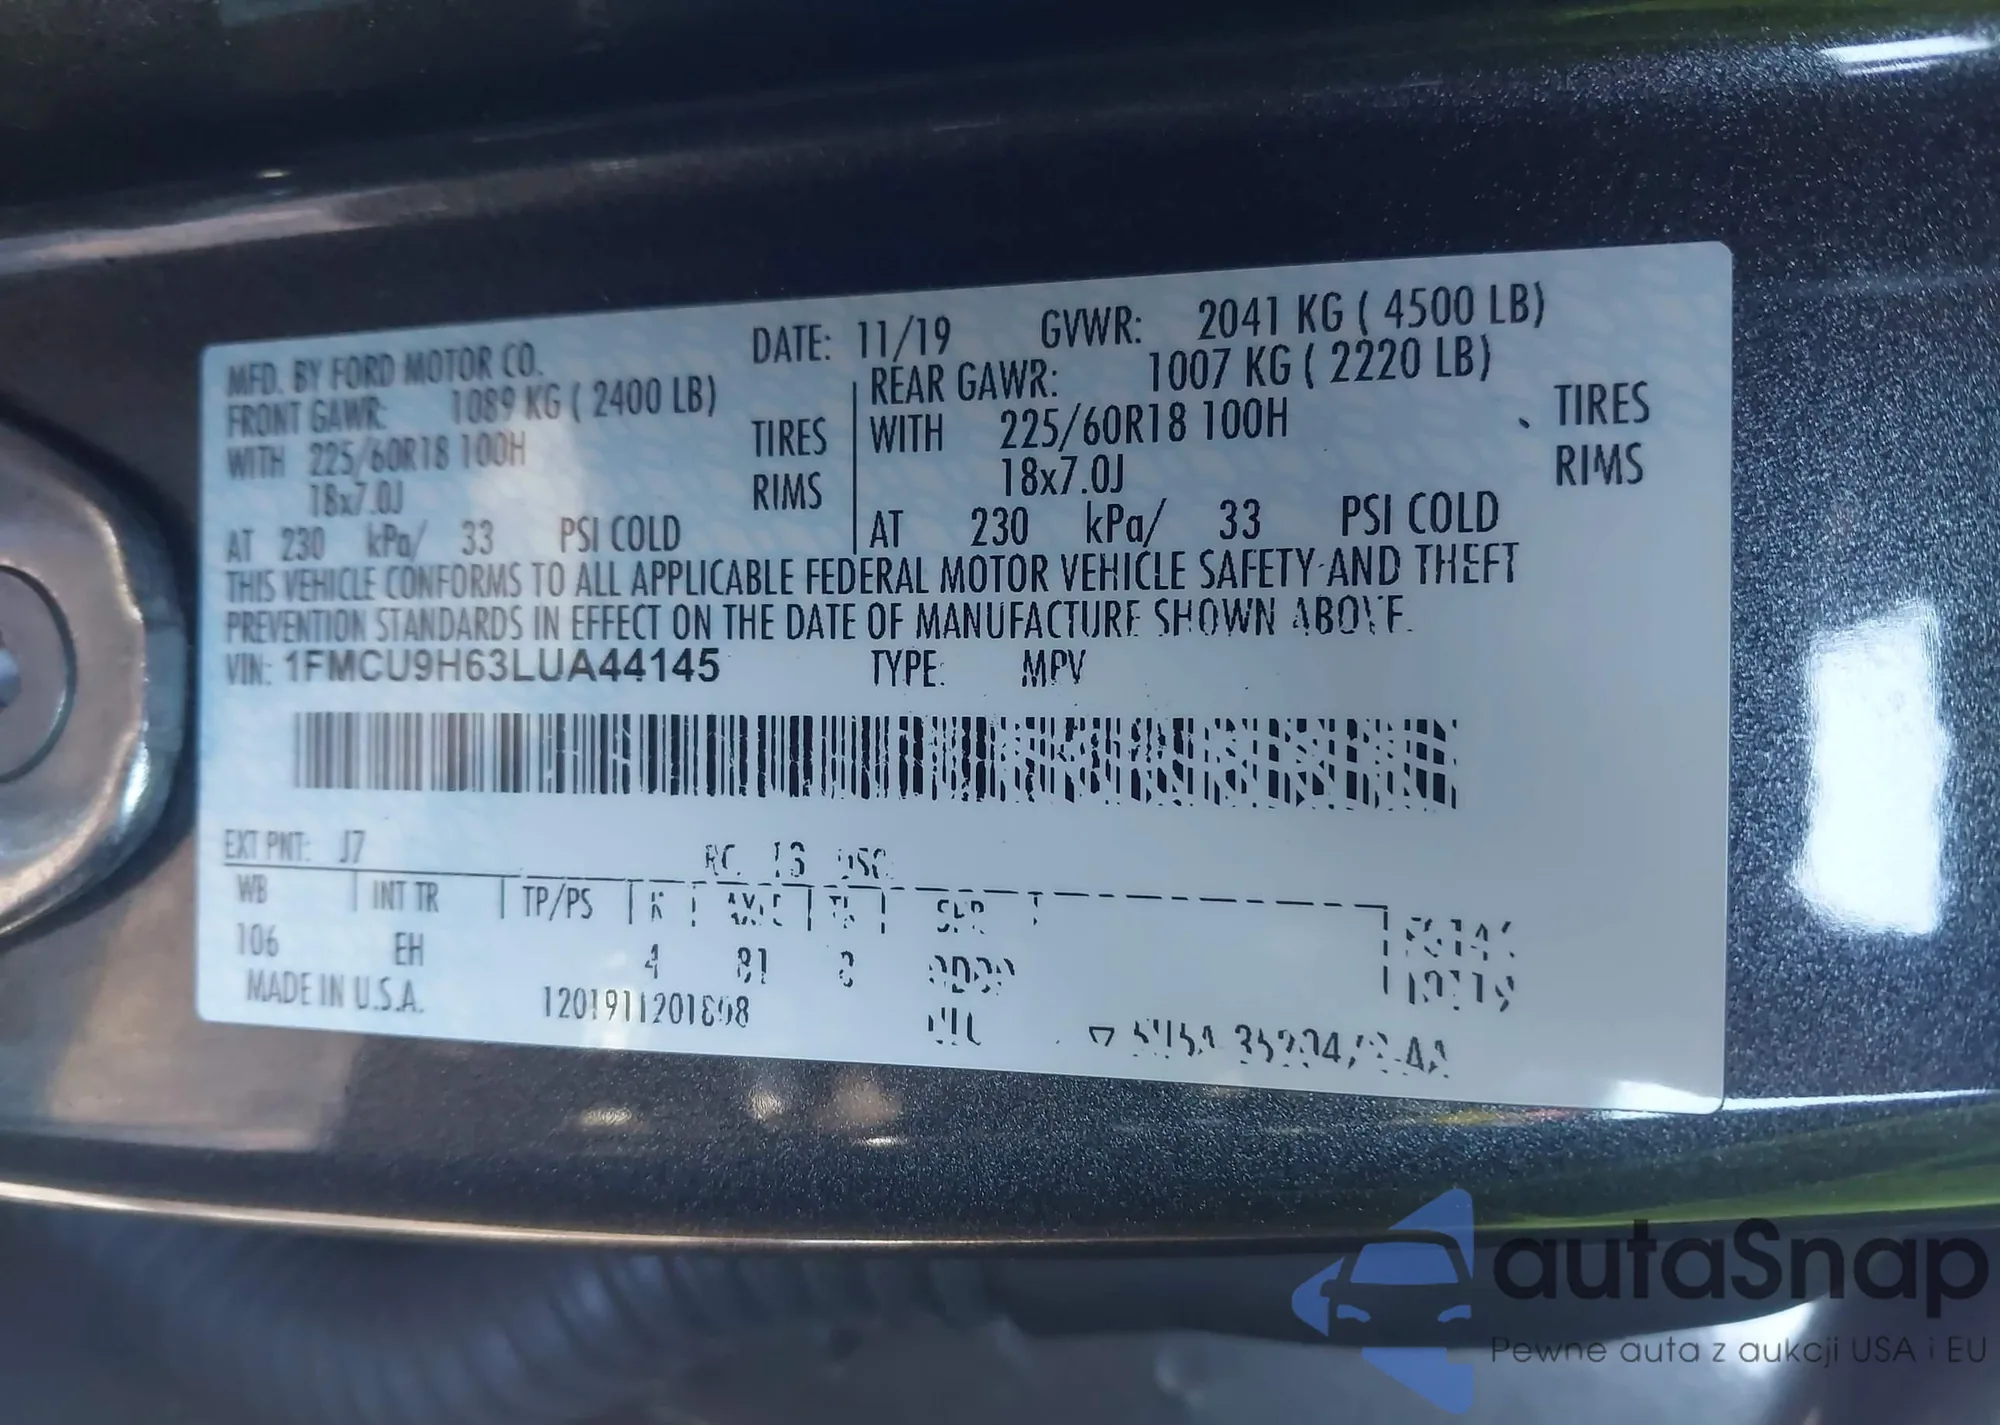 MFD. BY FORD MOTOR CO. DATE: 11/19 GVWR: 2041 KG ( 4500 LB)
FRONT GAWR: 1089 KG ( 2400 LB) REAR GAWR: 1007 KG ( 2220 LB)
WITH 225/60R18 100H TIRES WITH 225/60R18 100H TIRES
18x7.0J RIMS 18x7.0J RIMS
AT 230 kPa/ 33 PSI COLD AT 230 kPa/ 33 PSI COLD
THIS VEHICLE CONFORMS TO ALL APPLICABLE FEDERAL MOTOR VEHICLE SAFETY AND THEFT
PREVENTION STANDARDS IN EFFECT ON THE DATE OF MANUFACTURE SHOWN ABOVE.
VIN: 1FMCU9H63LUA44145 TYPE: MPV
EXT PNT: J7 RC:
WB INT TR TP/PS R AXLE TR SPR
106 EH 4 81
MADE IN U.S.A.
autaSnap
Pewne auta z aukcji USA i EU